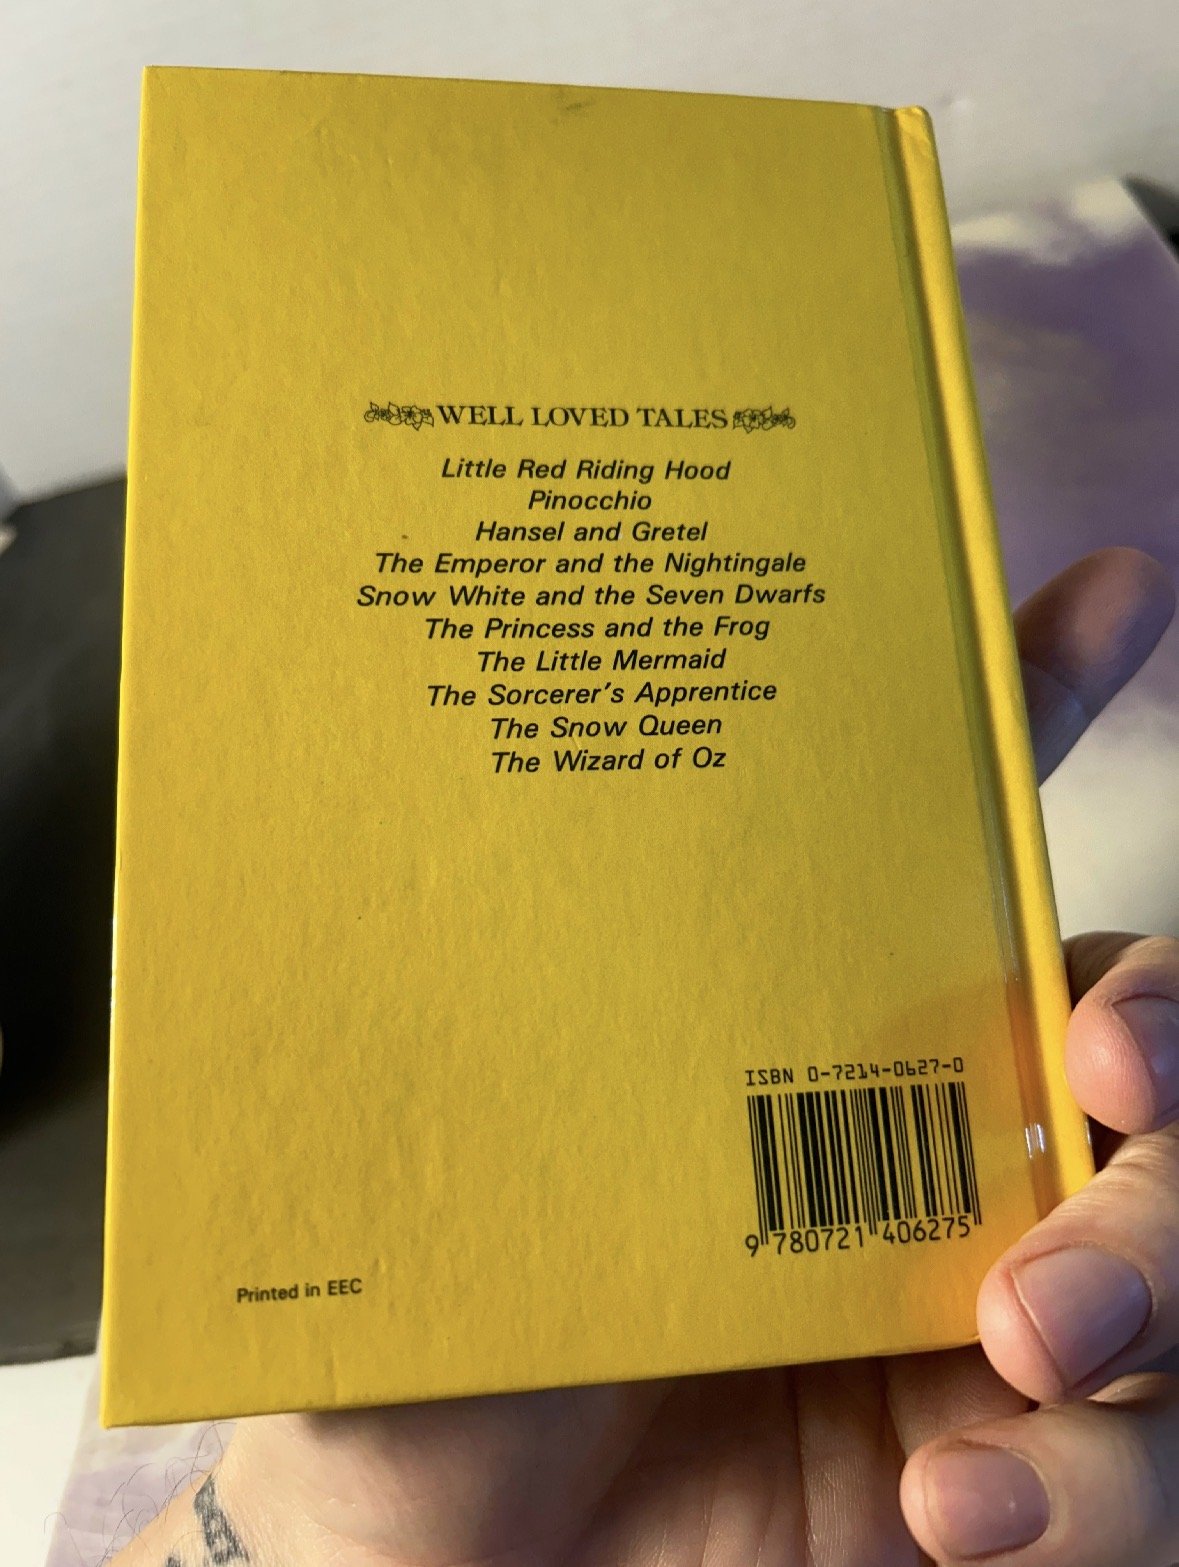 WELL LOVED TALES
Little Red Riding Hood
Pinocchio
Hansel and Gretel
The Emperor and the Nightingale
Snow White and the Seven Dwarfs
The Princess and the Frog
The Little Mermaid
The Sorcerer's Apprentice
The Snow Queen
The Wizard of Oz
ISBN 0-7214-0627-0
9 780721 406275
Printed in EEC